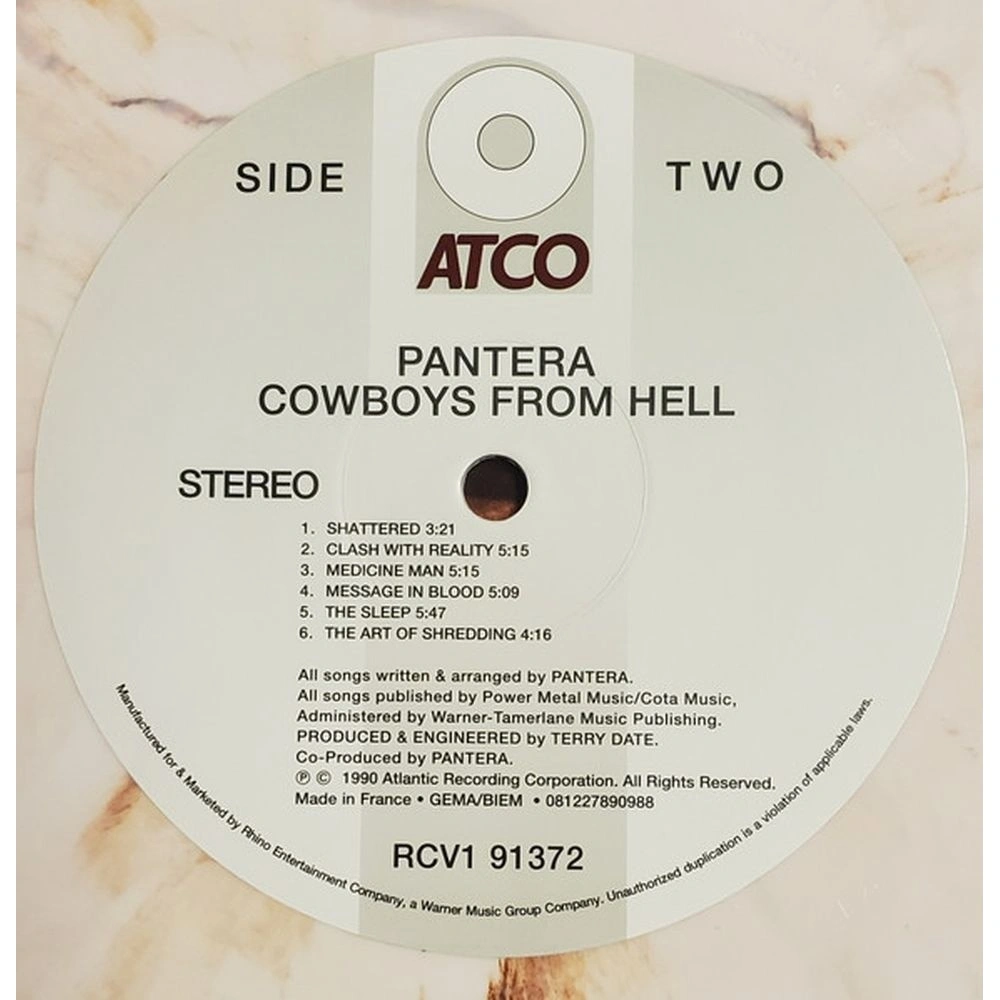 SIDE TWO
ATCO
PANTERA
COWBOYS FROM HELL
STEREO
1. SHATTERED 3:21
2. CLASH WITH REALITY 5:15
3. MEDICINE MAN 5:15
4. MESSAGE IN BLOOD 5:09
5. THE SLEEP 5:47
6. THE ART OF SHREDDING 4:16
All songs written & arranged by PANTERA.
All songs published by Power Metal Music/Cota Music,
Administered by Warner-Tamerlane Music Publishing.
PRODUCED & ENGINEERED by TERRY DATE.
Co-Produced by PANTERA.
℗ © 1990 Atlantic Recording Corporation. All Rights Reserved.
Made in France • GEMA/BIEM • 081227890988
RCV1 91372
Manufactured for & Marketed by Rhino Entertainment Company, a Warner Music Group Company. Unauthorized duplication is a violation of applicable laws.